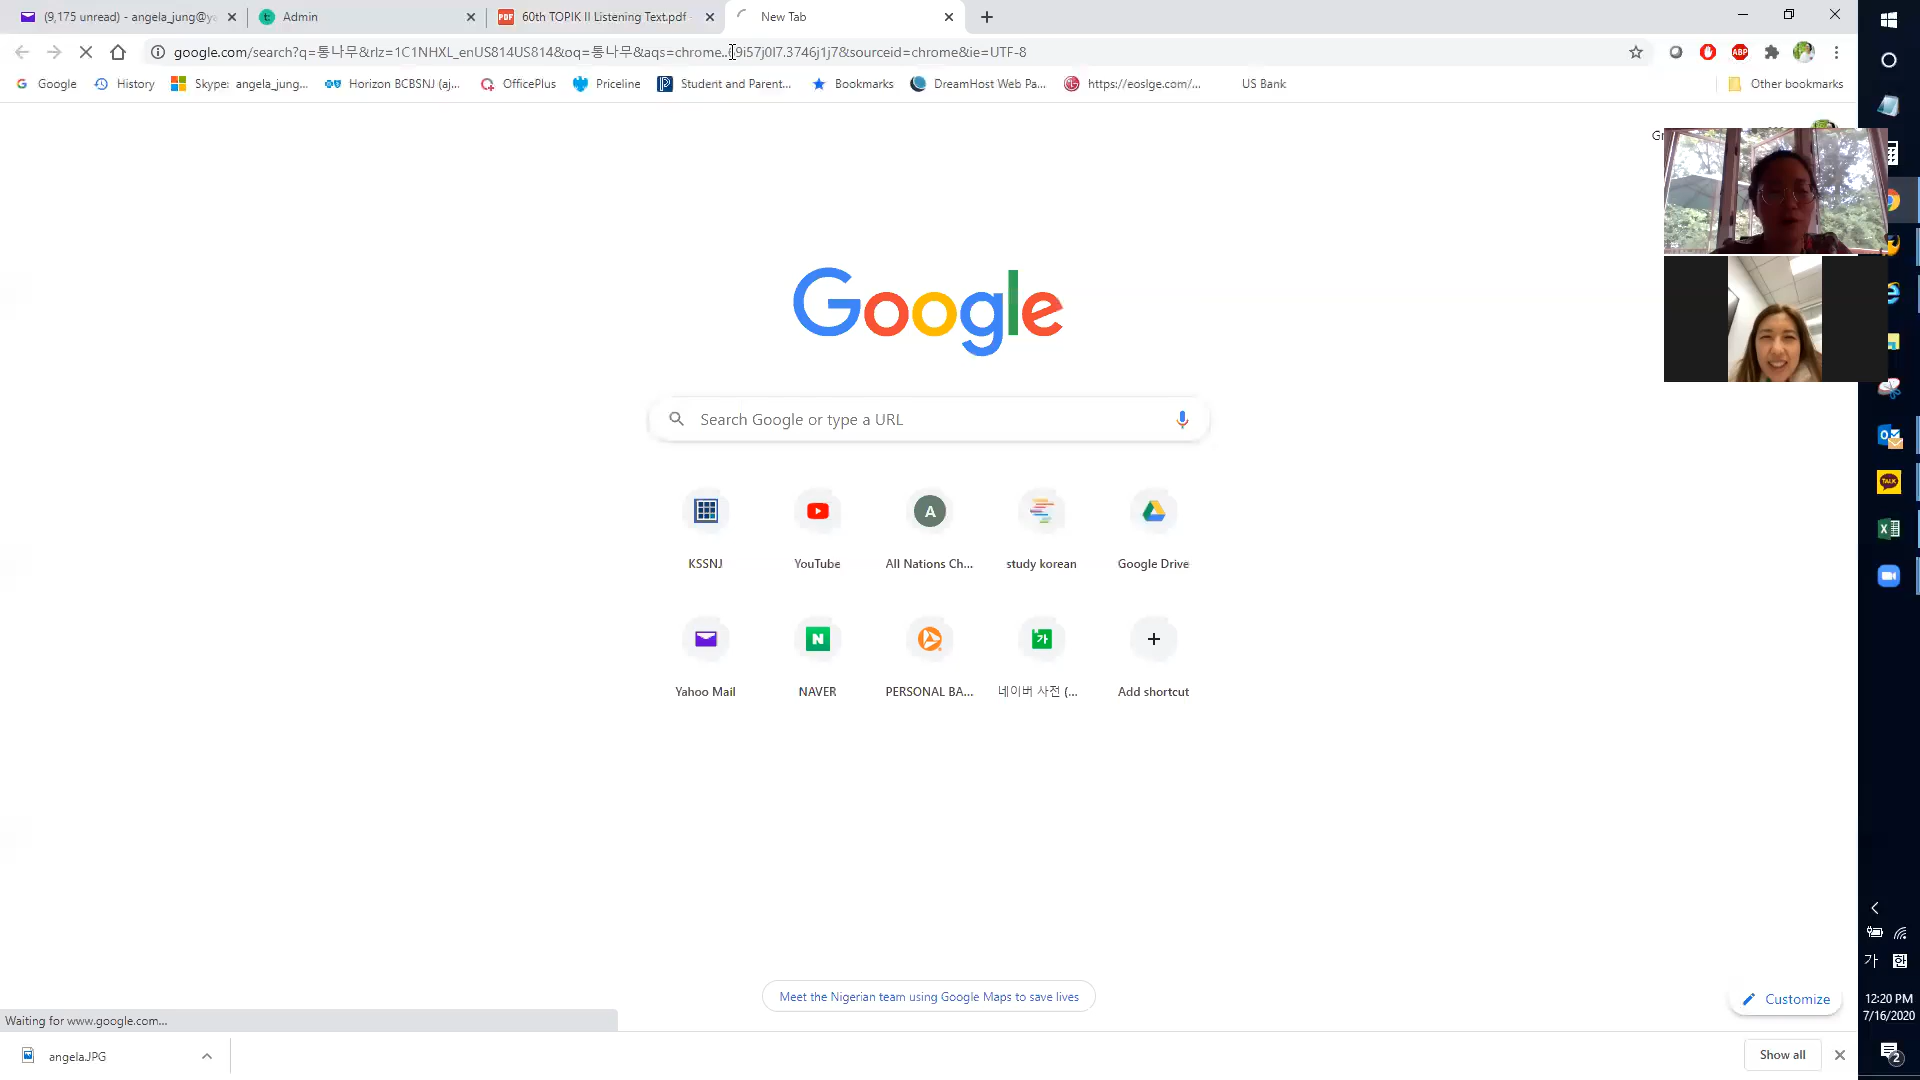 (9,175 unread) - angela_jung@ya
Admin
60th TOPIK II Listening Text.pdf
New Tab
google.com/search?q=통나무&rlz=1C1NHXL_enUS814US814&oq=통나무&aqs=chrome..69i57j0l7.3746j1j7&sourceid=chrome&ie=UTF-8
Google
History
Skype: angela_jung...
Horizon BCBSNJ (aj...
OfficePlus
Priceline
Student and Parent...
Bookmarks
DreamHost Web Pa...
https://eoslge.com/...
US Bank
Other bookmarks
Google
Search Google or type a URL
KSSNJ
YouTube
All Nations Ch...
study korean
Google Drive
Yahoo Mail
NAVER
PERSONAL BA...
네이버 사전 (...
Add shortcut
Meet the Nigerian team using Google Maps to save lives
Customize
Waiting for www.google.com...
angela.JPG
Show all
가 한
12:20 PM
7/16/2020
2